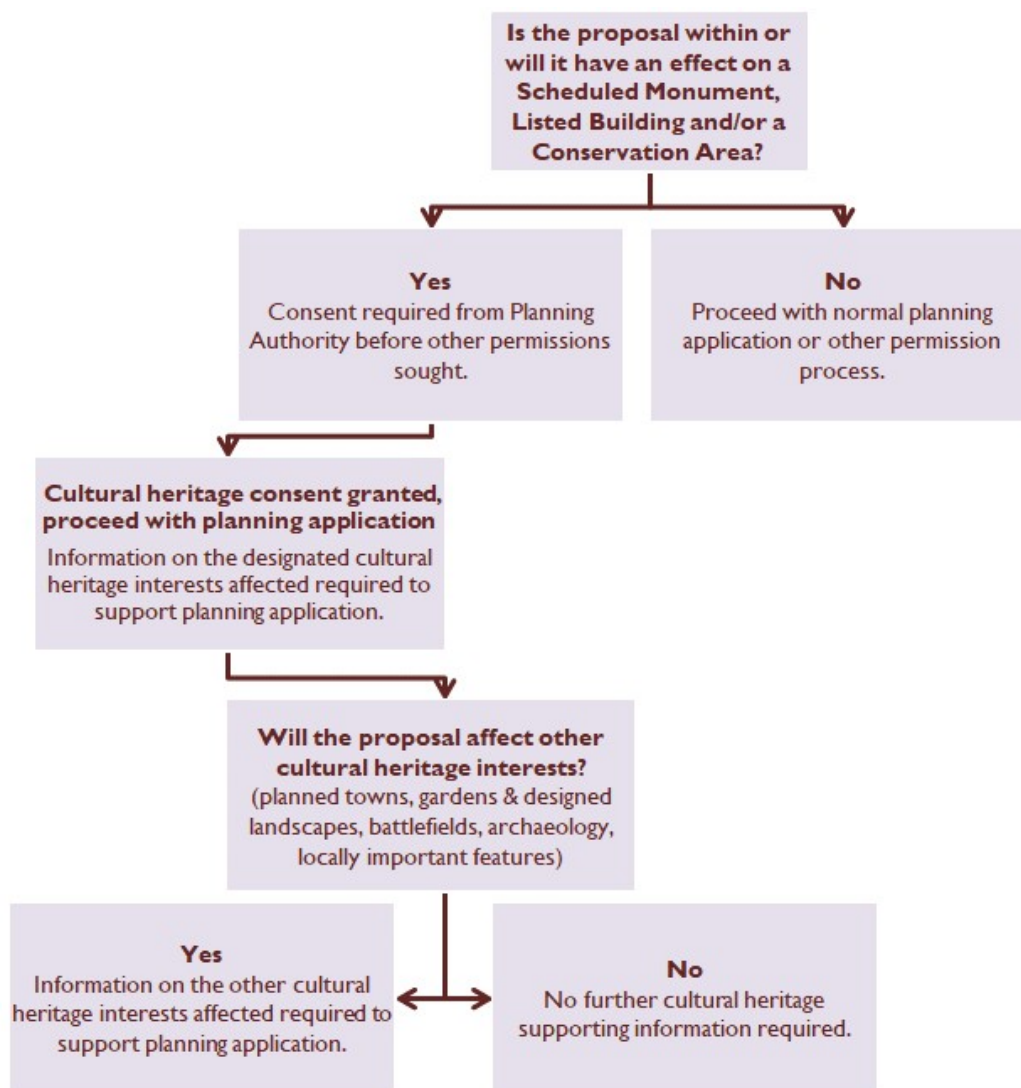 Is the proposal within or
will it have an effect on a
Scheduled Monument,
Listed Building and/or a
Conservation Area?
Yes
Consent required from Planning
Authority before other permissions
sought.
No
Proceed with normal planning
application or other permission
process.
Cultural heritage consent granted,
proceed with planning application
Information on the designated cultural
heritage interests affected required to
support planning application.
Will the proposal affect other
cultural heritage interests?
(planned towns, gardens & designed
landscapes, battlefields, archaeology,
locally important features)
Yes
Information on the other cultural
heritage interests affected required to
support planning application.
No
No further cultural heritage
supporting information required.